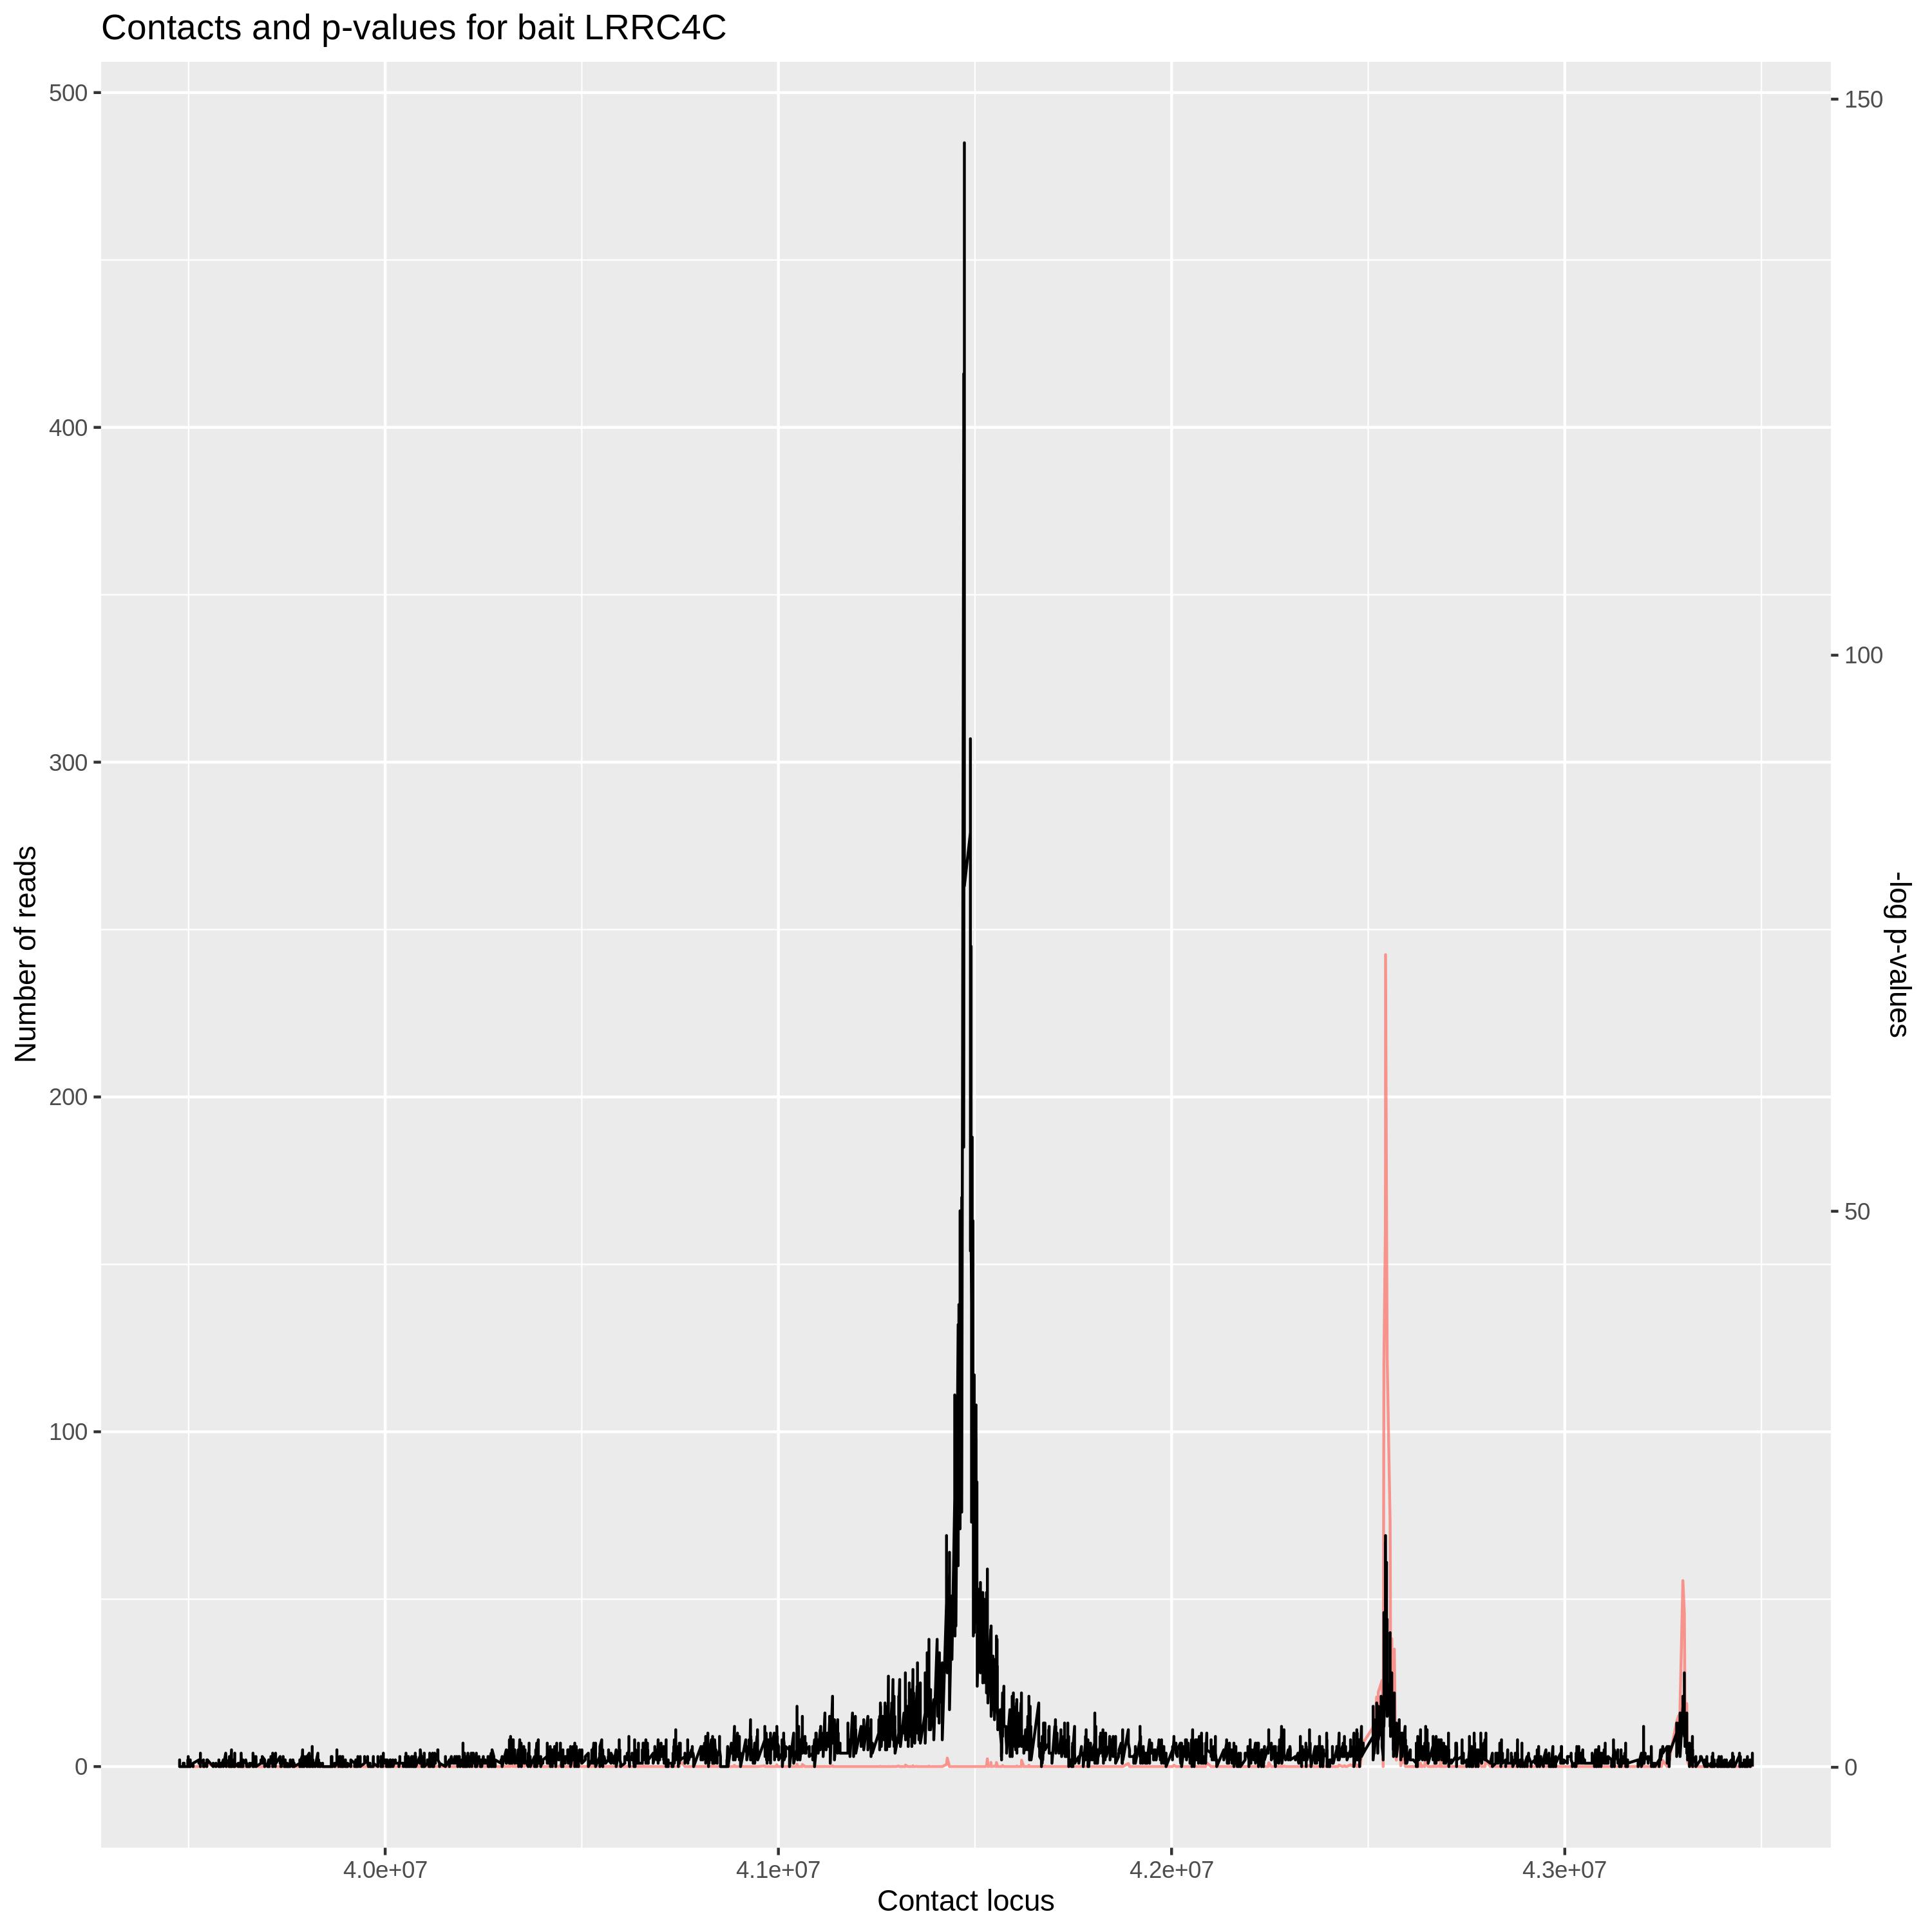 Contacts and p-values for bait LRRC4C
500
400
300
200
100
0
Number of reads
150
100
50
0
-log p-values
4.0e+07 4.1e+07 4.2e+07 4.3e+07
Contact locus